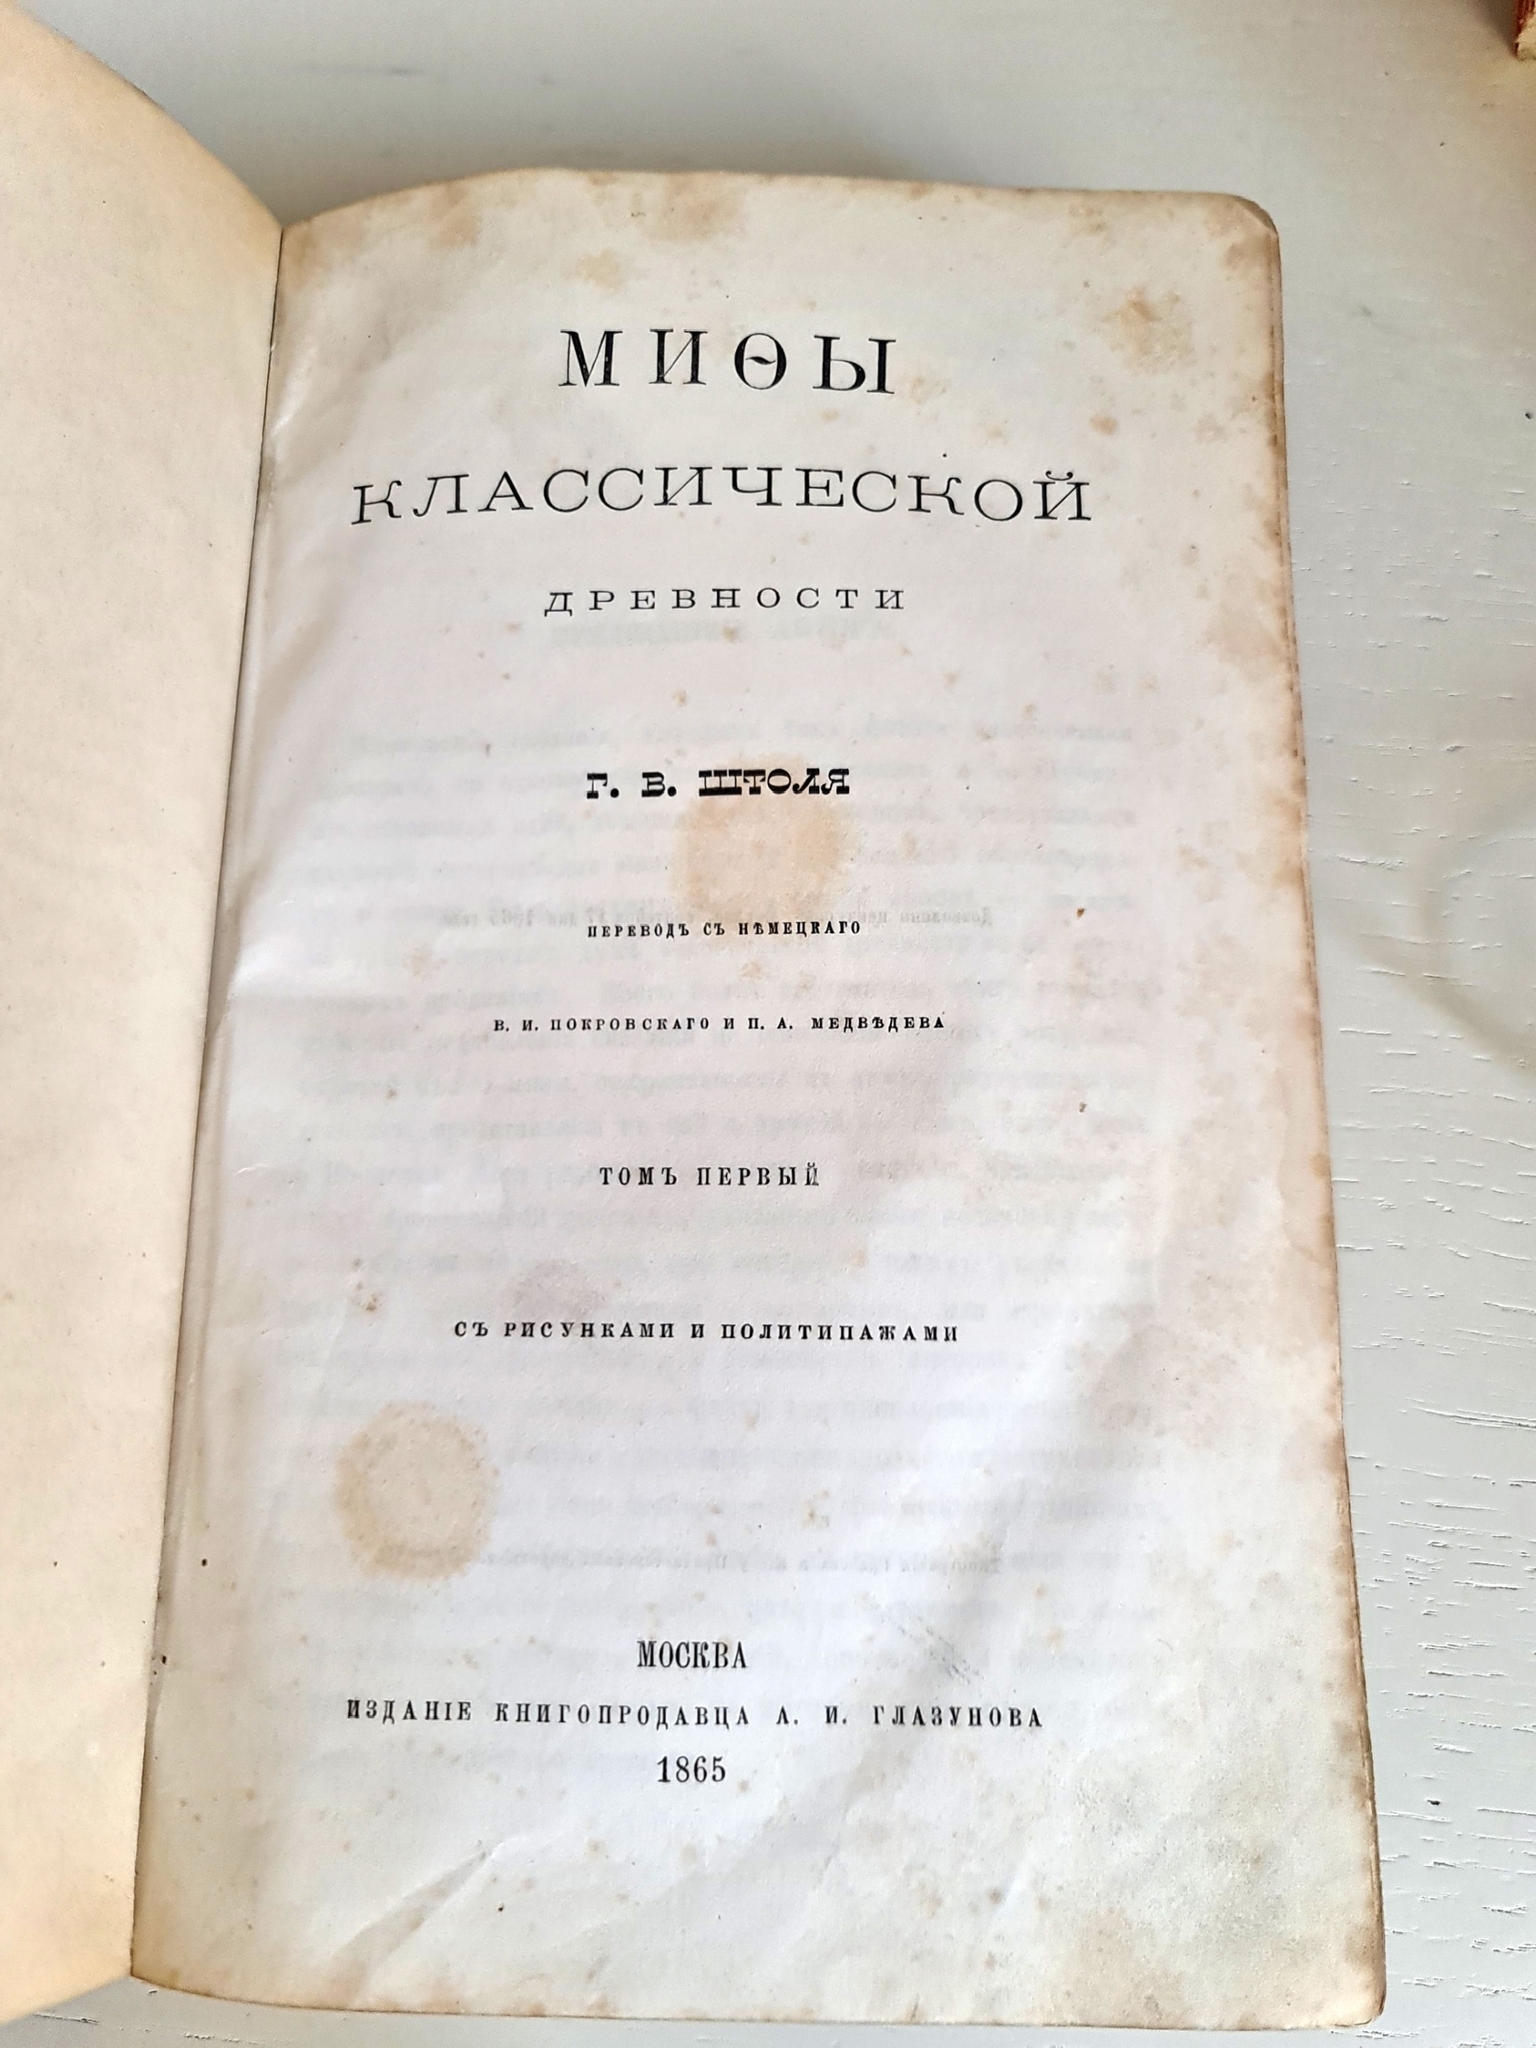 МИѲЫ
КЛАССИЧЕСКОЙ
ДРЕВНОСТИ
Г. В. ШТОЛЯ
ПЕРЕВОДЪ СЪ НѢМЕЦКАГО
В. И. ПОКРОВСКАГО И П. А. МЕДВѢДЕВА
ТОМЪ ПЕРВЫЙ
СЪ РИСУНКАМИ И ПОЛИТИПАЖАМИ
МОСКВА
ИЗДАНІЕ КНИГОПРОДАВЦА А. И. ГЛАЗУНОВА
1865